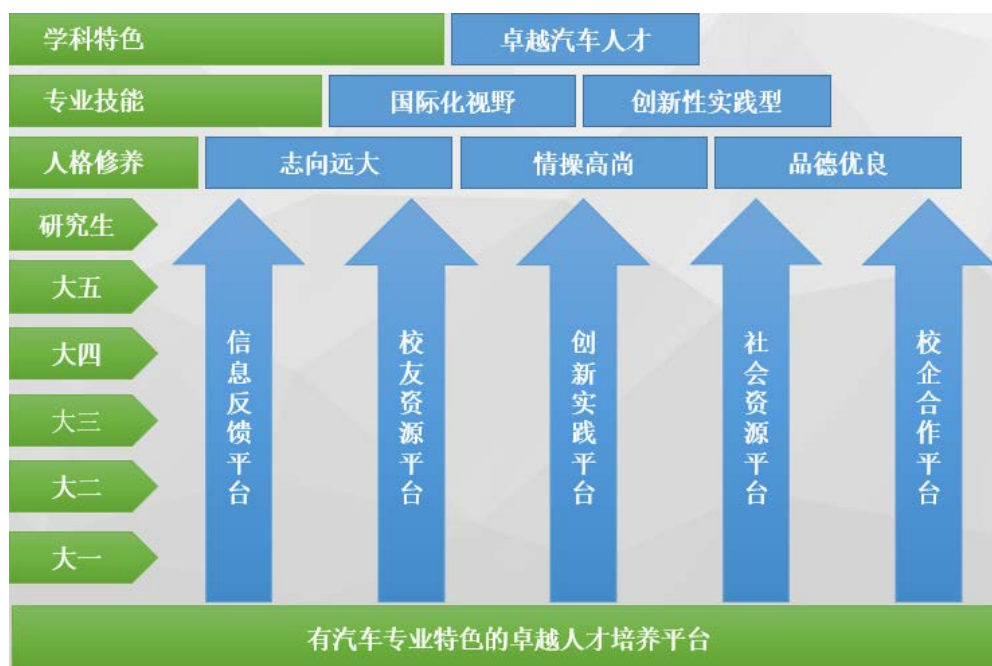 学科特色
卓越汽车人才
专业技能
国际化视野
创新性实践型
人格修养
志向远大
情操高尚
品德优良
研究生
大五
大四
大三
大二
大一
信息反馈平台
校友资源平台
创新实践平台
社会资源平台
校企合作平台
有汽车专业特色的卓越人才培养平台